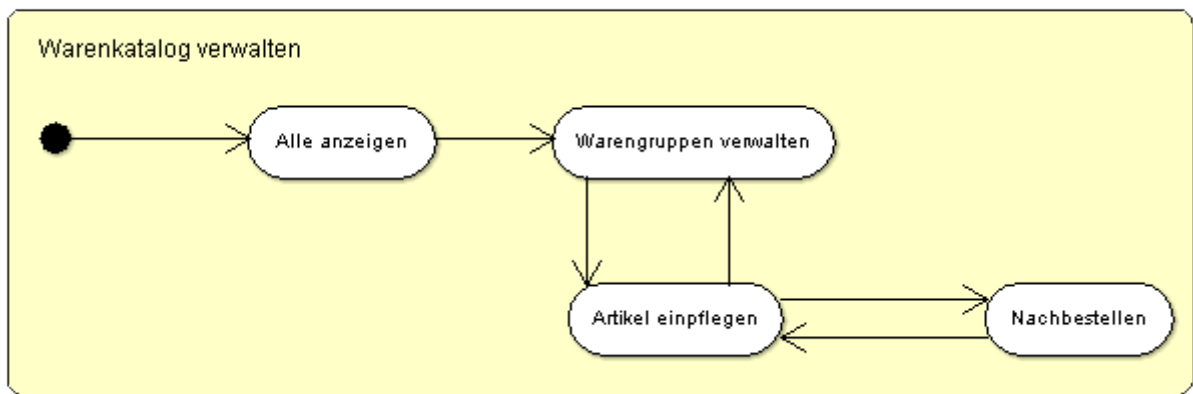 Warenkatalog verwalten
Alle anzeigen
Warengruppen verwalten
Artikel einpflegen
Nachbestellen